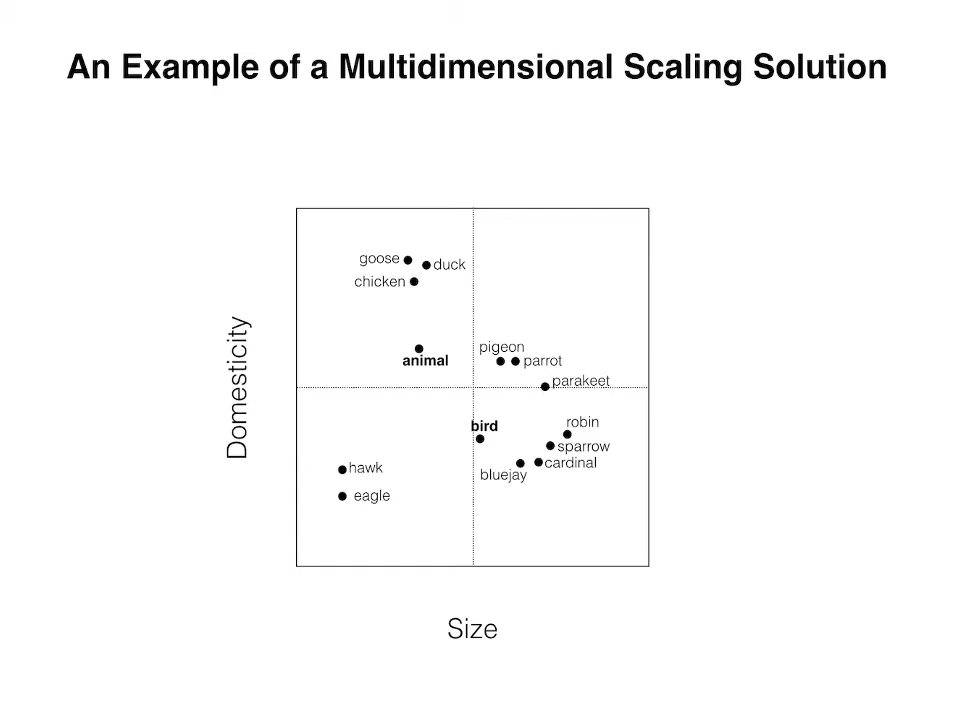 An Example of a Multidimensional Scaling Solution
goose
duck
chicken
animal
pigeon
parrot
parakeet
bird
robin
sparrow
cardinal
bluejay
hawk
eagle
Domesticity
Size